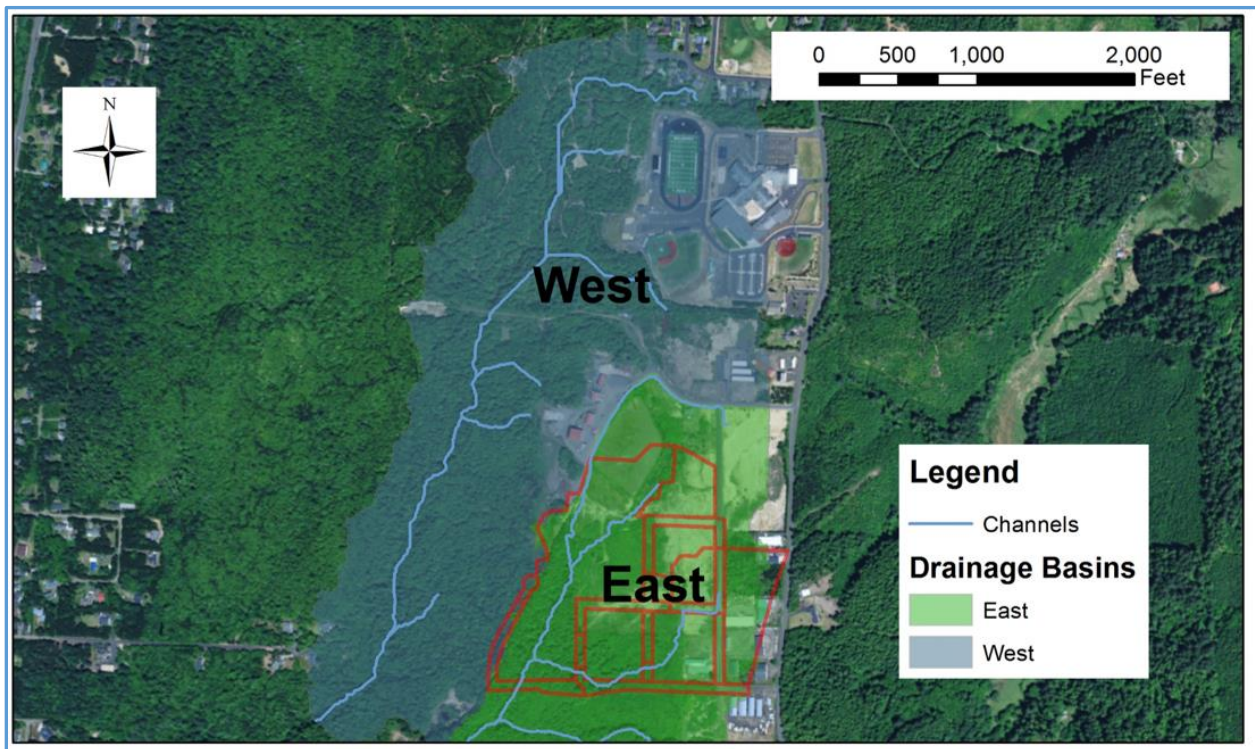 0 500 1,000 2,000
Feet
N
West
East
Legend
Channels
Drainage Basins
East
West